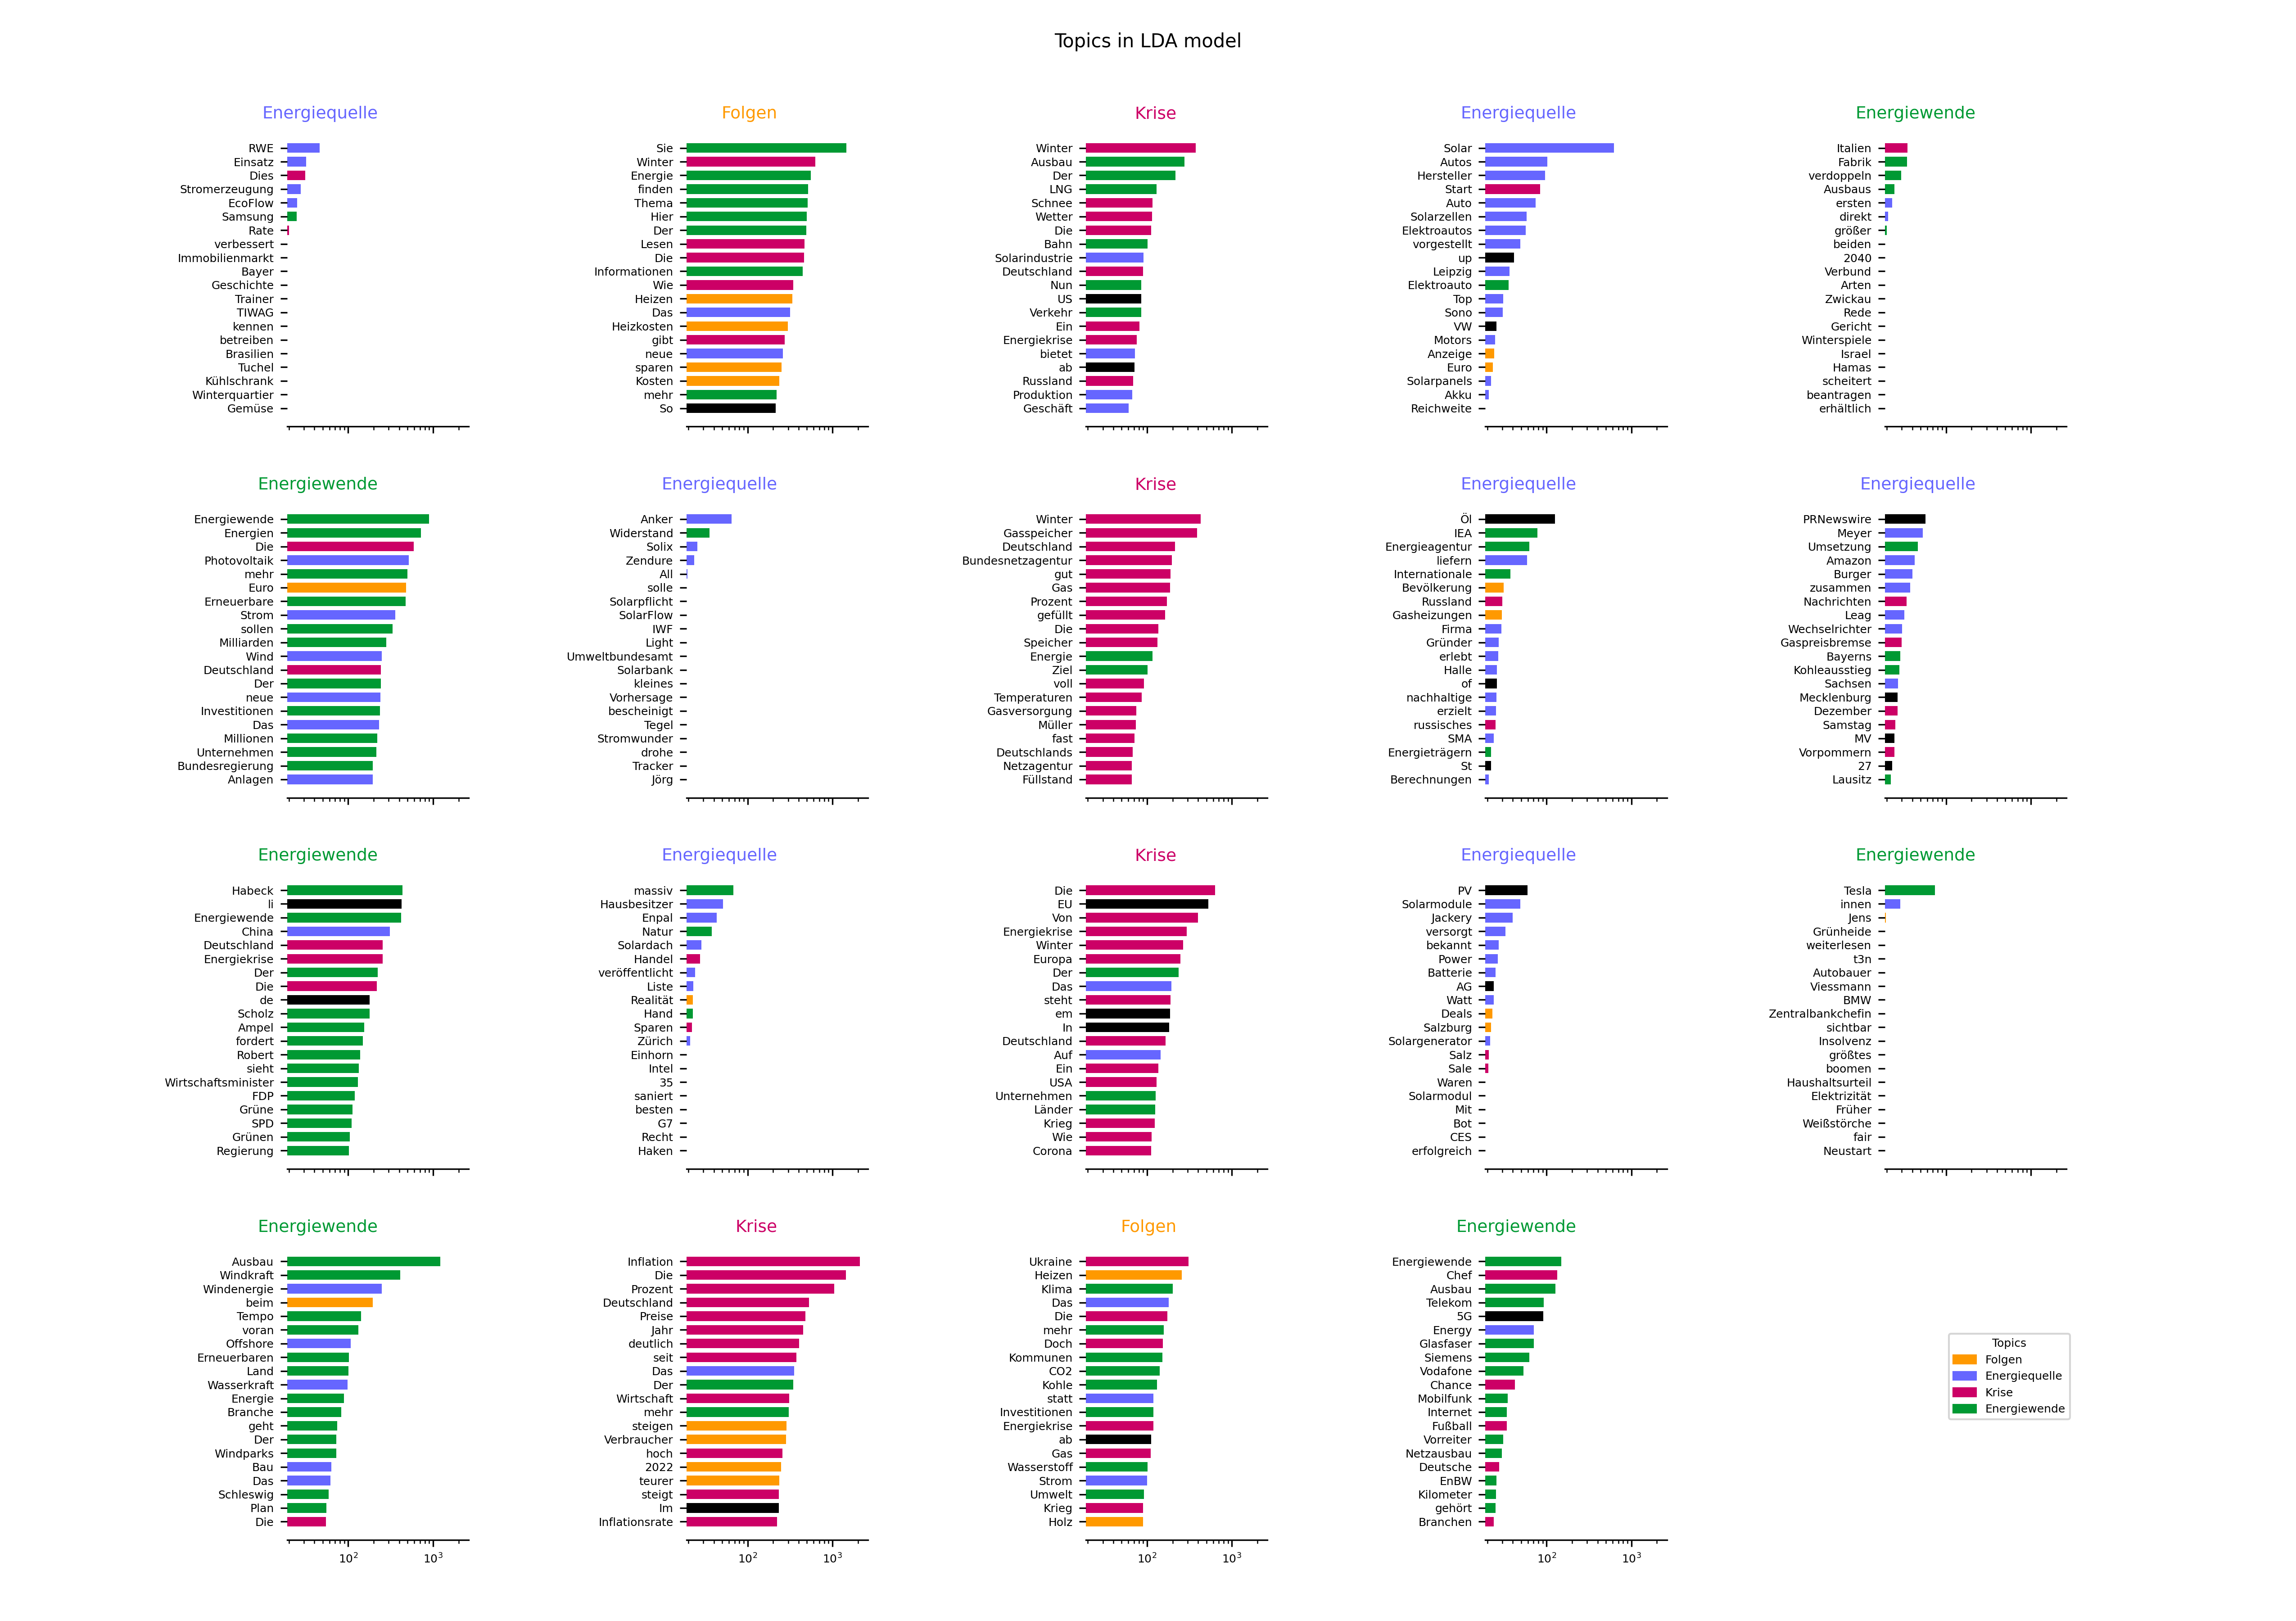 Topics in LDA model
Energiequelle
RWE
Einsatz
Dies
Stromerzeugung
EcoFlow
Samsung
Rate
verbessert
Immobilienmarkt
Bayer
Geschichte
Trainer
TIWAG
kennen
betreiben
Brasilien
Tuchel
Kühlschrank
Winterquartier
Gemüse
Folgen
Sie
Winter
Energie
finden
Thema
Hier
Der
Lesen
Die
Informationen
Wie
Heizen
Das
Heizkosten
gibt
neue
sparen
Kosten
mehr
So
Krise
Winter
Ausbau
Der
LNG
Schnee
Wetter
Die
Bahn
Solarindustrie
Deutschland
Nun
US
Verkehr
Ein
Energiekrise
bietet
ab
Russland
Produktion
Geschäft
Energiequelle
Solar
Autos
Hersteller
Start
Auto
Solarzellen
Elektroautos
vorgestellt
up
Leipzig
Elektroauto
Top
Sono
VW
Motors
Anzeige
Euro
Solarpanels
Akku
Reichweite
Energiewende
Italien
Fabrik
verdoppeln
Ausbaus
ersten
direkt
größer
beiden
2040
Verbund
Arten
Zwickau
Rede
Gericht
Winterspiele
Israel
Hamas
scheitert
beantragen
erhältlich
Energiewende
Energiewende
Energien
Die
Photovoltaik
mehr
Euro
Erneuerbare
Strom
sollen
Milliarden
Wind
Deutschland
Der
neue
Investitionen
Das
Millionen
Unternehmen
Bundesregierung
Anlagen
Energiequelle
Anker
Widerstand
Solix
Zendure
All
solle
Solarpflicht
SolarFlow
IWF
Light
Umweltbundesamt
Solarbank
kleines
Vorhersage
bescheinigt
Tegel
Stromwunder
drohe
Tracker
Jörg
Krise
Winter
Gasspeicher
Deutschland
Bundesnetzagentur
gut
Gas
Prozent
gefüllt
Die
Speicher
Energie
Ziel
voll
Temperaturen
Gasversorgung
Müller
fast
Deutschlands
Netzagentur
Füllstand
Energiequelle
Öl
IEA
Energieagentur
liefern
Internationale
Bevölkerung
Russland
Gasheizungen
Firma
Gründer
erlebt
Halle
of
nachhaltige
erzielt
russisches
SMA
Energieträgern
St
Berechnungen
Energiequelle
PRNewswire
Meyer
Umsetzung
Amazon
Burger
zusammen
Nachrichten
Leag
Wechselrichter
Gaspreisbremse
Bayerns
Kohleausstieg
Sachsen
Mecklenburg
Dezember
Samstag
MV
Vorpommern
27
Lausitz
Energiewende
Habeck
li
Energiewende
China
Deutschland
Energiekrise
Der
Die
de
Scholz
Ampel
fordert
Robert
sieht
Wirtschaftsminister
FDP
Grüne
SPD
Grünen
Regierung
Energiequelle
massiv
Hausbesitzer
Enpal
Natur
Solardach
Handel
veröffentlicht
Liste
Realität
Hand
Sparen
Zürich
Einhorn
Intel
35
saniert
besten
G7
Recht
Haken
Krise
Die
EU
Von
Energiekrise
Winter
Europa
Der
Das
steht
em
In
Deutschland
Auf
Ein
USA
Unternehmen
Länder
Krieg
Wie
Corona
Energiequelle
PV
Solarmodule
Jackery
versorgt
bekannt
Power
Batterie
AG
Watt
Deals
Salzburg
Solargenerator
Salz
Sale
Waren
Solarmodul
Mit
Bot
CES
erfolgreich
Energiewende
Tesla
innen
Jens
Grünheide
weiterlesen
t3n
Autobauer
Viessmann
BMW
Zentralbankchefin
sichtbar
Insolvenz
größtes
boomen
Haushaltsurteil
Elektrizität
Früher
Weißstörche
fair
Neustart
Energiewende
Ausbau
Windkraft
Windenergie
beim
Tempo
voran
Offshore
Erneuerbaren
Land
Wasserkraft
Energie
Branche
geht
Der
Windparks
Bau
Das
Schleswig
Plan
Die
10² 10³
Krise
Inflation
Die
Prozent
Deutschland
Preise
Jahr
deutlich
seit
Das
Der
Wirtschaft
mehr
steigen
Verbraucher
hoch
2022
teurer
steigt
Im
Inflationsrate
10² 10³
Folgen
Ukraine
Heizen
Klima
Das
Die
mehr
Doch
Kommunen
CO2
Kohle
statt
Investitionen
Energiekrise
ab
Gas
Wasserstoff
Strom
Umwelt
Krieg
Holz
10² 10³
Energiewende
Energiewende
Chef
Ausbau
Telekom
5G
Energy
Glasfaser
Siemens
Vodafone
Chance
Mobilfunk
Internet
Fußball
Vorreiter
Netzausbau
Deutsche
EnBW
Kilometer
gehört
Branchen
10² 10³
Topics
Folgen
Energiequelle
Krise
Energiewende